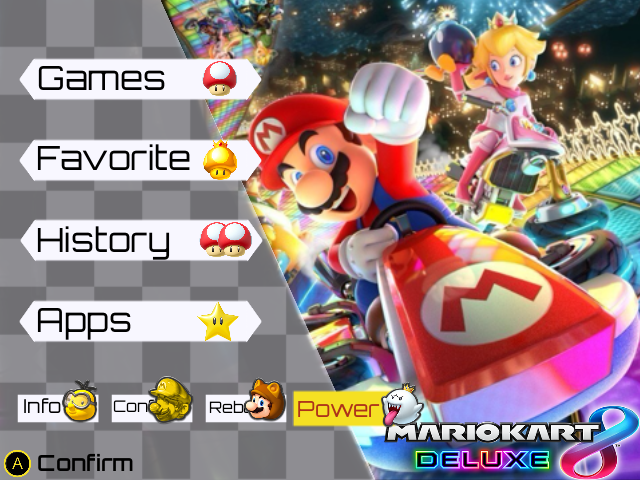 Games
Favorite
History
Apps
Info
Con
Reb
Power
MARIOKART 8
DELUXE
A Confirm